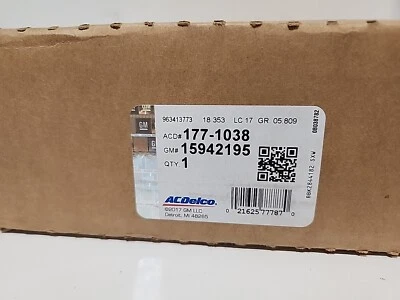 963413773 18 353 LC 17 GR 05 809
ACD# 177-1038
GM# 15942195
QTY. 1
ACDelco
©2017 GM LLC
Detroit, MI 48265
0 21625 77787 0
GM